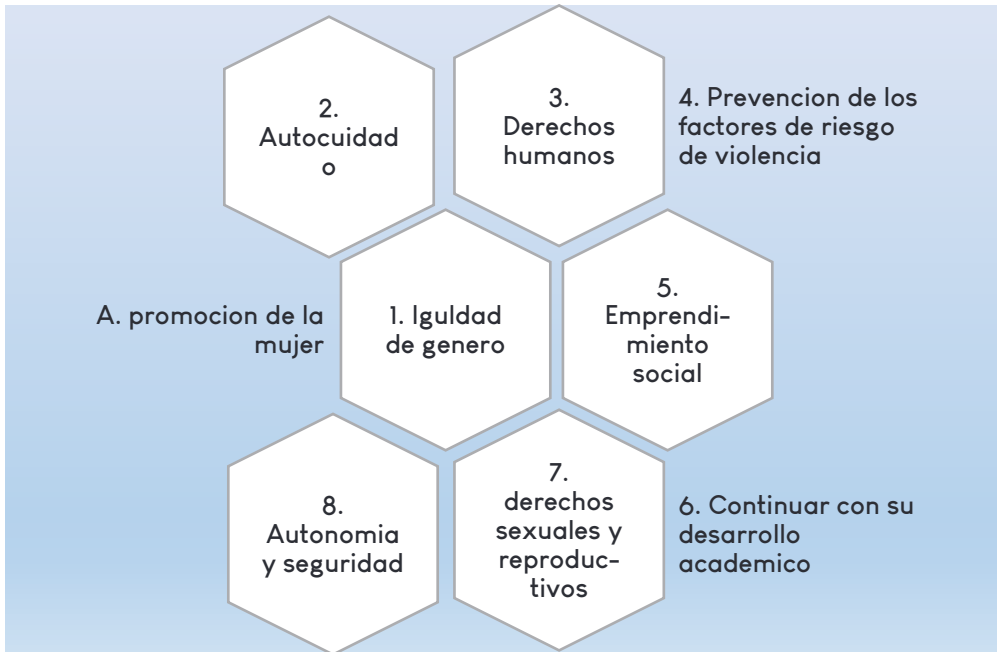 2.
Autocuidad
o
3.
Derechos
humanos
4. Prevencion de los
factores de riesgo
de violencia
A. promocion de la
mujer
1. Iguldad
de genero
5.
Emprendi-
miento
social
8.
Autonomia
y seguridad
7.
derechos
sexuales y
reproduc-
tivos
6. Continuar con su
desarrollo
academico